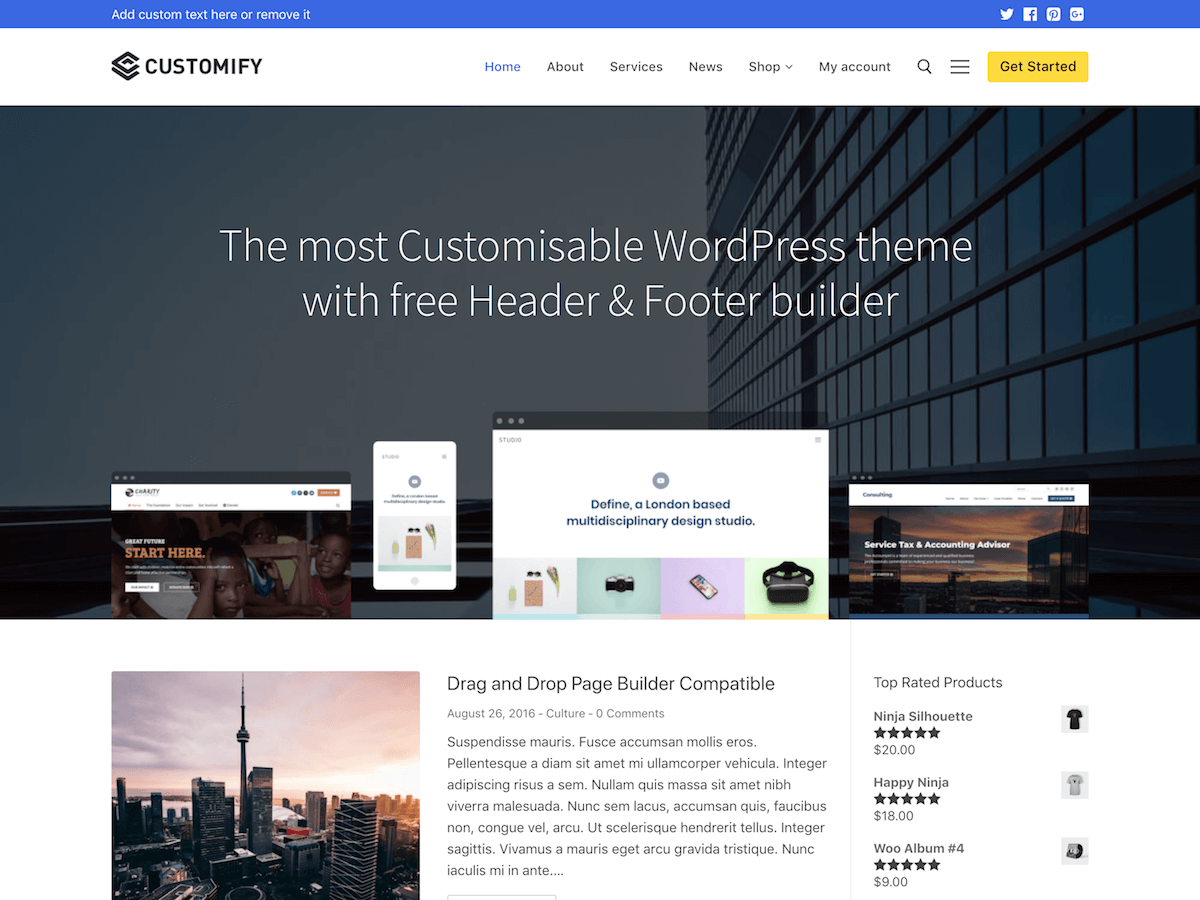 Add custom text here or remove it
CUSTOMIFY
Home About Services News Shop My account Get Started
The most Customisable WordPress theme
with free Header & Footer builder
CHARITY
GREAT FUTURE
START HERE.
STUDIO
Define, a London based
multidisciplinary design studio.
STUDIO
Define, a London based
multidisciplinary design studio.
Consulting
Service Tax & Accounting Advisor
Drag and Drop Page Builder Compatible
August 26, 2016 - Culture - 0 Comments
Suspendisse mauris. Fusce accumsan mollis eros.
Pellentesque a diam sit amet mi ullamcorper vehicula. Integer
adipiscing risus a sem. Nullam quis massa sit amet nibh
viverra malesuada. Nunc sem lacus, accumsan quis, faucibus
non, congue vel, arcu. Ut scelerisque hendrerit tellus. Integer
sagittis. Vivamus a mauris eget arcu gravida tristique. Nunc
iaculis mi in ante....
Top Rated Products
Ninja Silhouette
$20.00
Happy Ninja
$18.00
Woo Album #4
$9.00